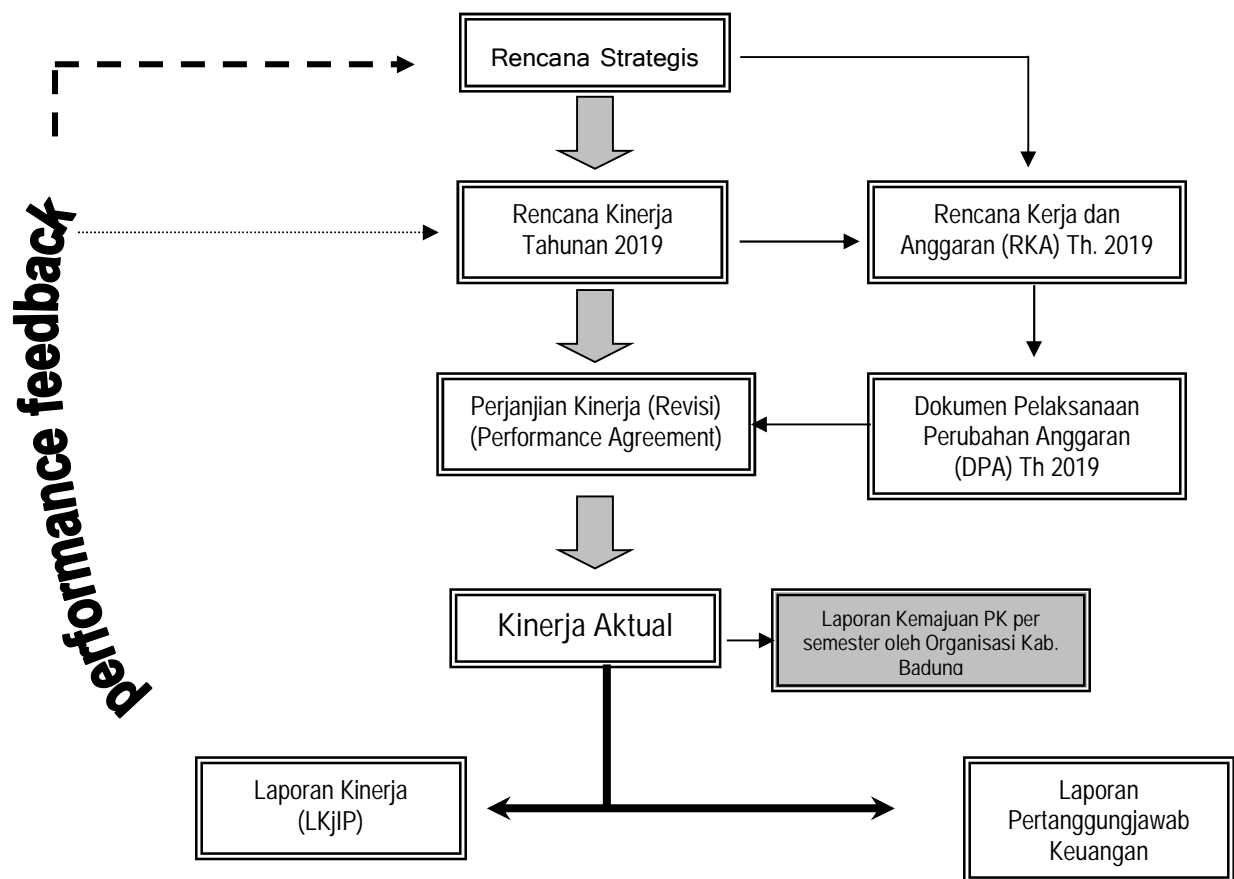 Rencana Strategis
Rencana Kinerja
Tahunan 2019
Rencana Kerja dan
Anggaran (RKA) Th. 2019
performance feedback
Perjanjian Kinerja (Revisi)
(Performance Agreement)
Dokumen Pelaksanaan
Perubahan Anggaran
(DPA) Th 2019
Kinerja Aktual
Laporan Kemajuan PK per
semester oleh Organisasi Kab.
Badung
Laporan Kinerja
(LKjIP)
Laporan
Pertanggungjawab
Keuangan